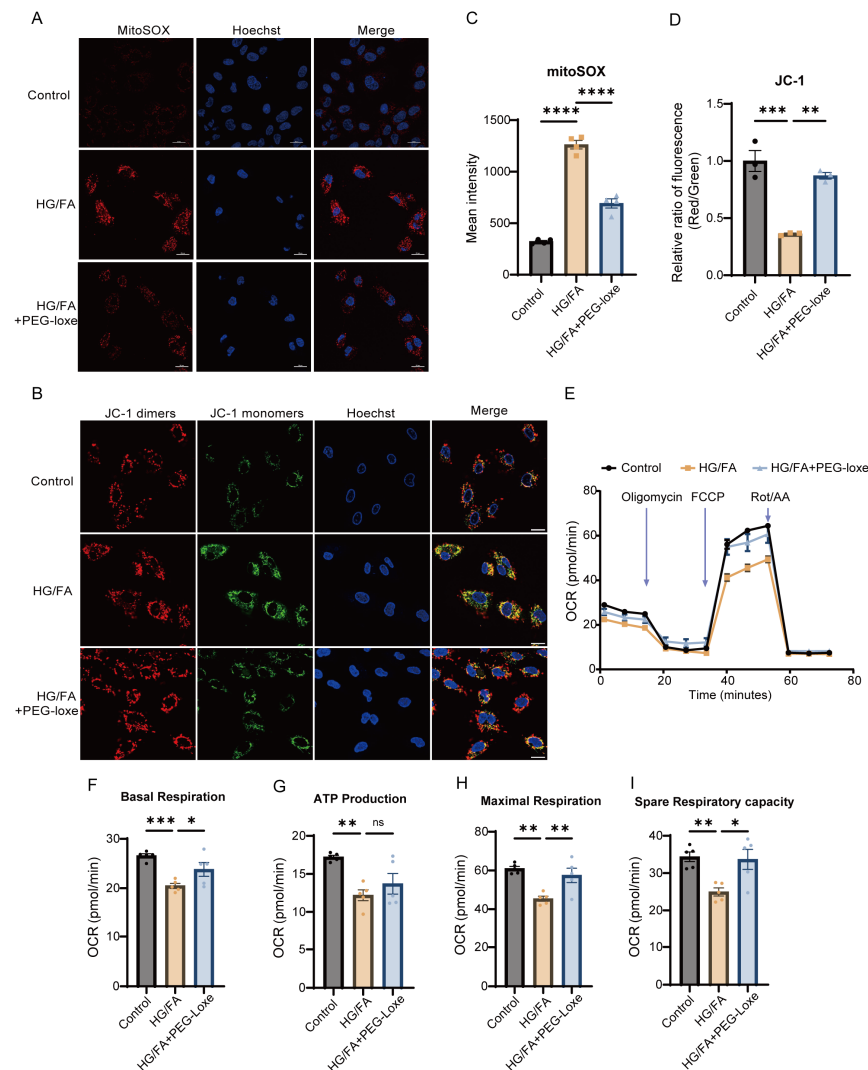 A
MitoSOX Hoechst Merge
Control
HG/FA
HG/FA
+PEG-loxe
C
mitoSOX
**** ****
Mean intensity
1500
1000
500
0
Control
HG/FA
HG/FA+PEG-loxe
D
JC-1
*** **
Relative ratio of fluorescence
(Red/Green)
1.5
1.0
0.5
0.0
Control
HG/FA
HG/FA+PEG-loxe
B
JC-1 dimers JC-1 monomers Hoechst Merge
Control
HG/FA
HG/FA
+PEG-loxe
E
Control HG/FA HG/FA+PEG-loxe
Oligomycin FCCP Rot/AA
OCR (pmol/min)
80
60
40
20
0
0 20 40 60 80
Time (minutes)
F
Basal Respiration
*** *
OCR (pmol/min)
30
20
10
0
Control
HG/FA
HG/FA+PEG-Loxe
G
ATP Production
** ns
OCR (pmol/min)
20
15
10
5
0
Control
HG/FA
HG/FA+PEG-Loxe
H
Maximal Respiration
** **
OCR (pmol/min)
80
60
40
20
0
Control
HG/FA
HG/FA+PEG-Loxe
I
Spare Respiratory capacity
** *
OCR (pmol/min)
40
30
20
10
0
Control
HG/FA
HG/FA+PEG-Loxe